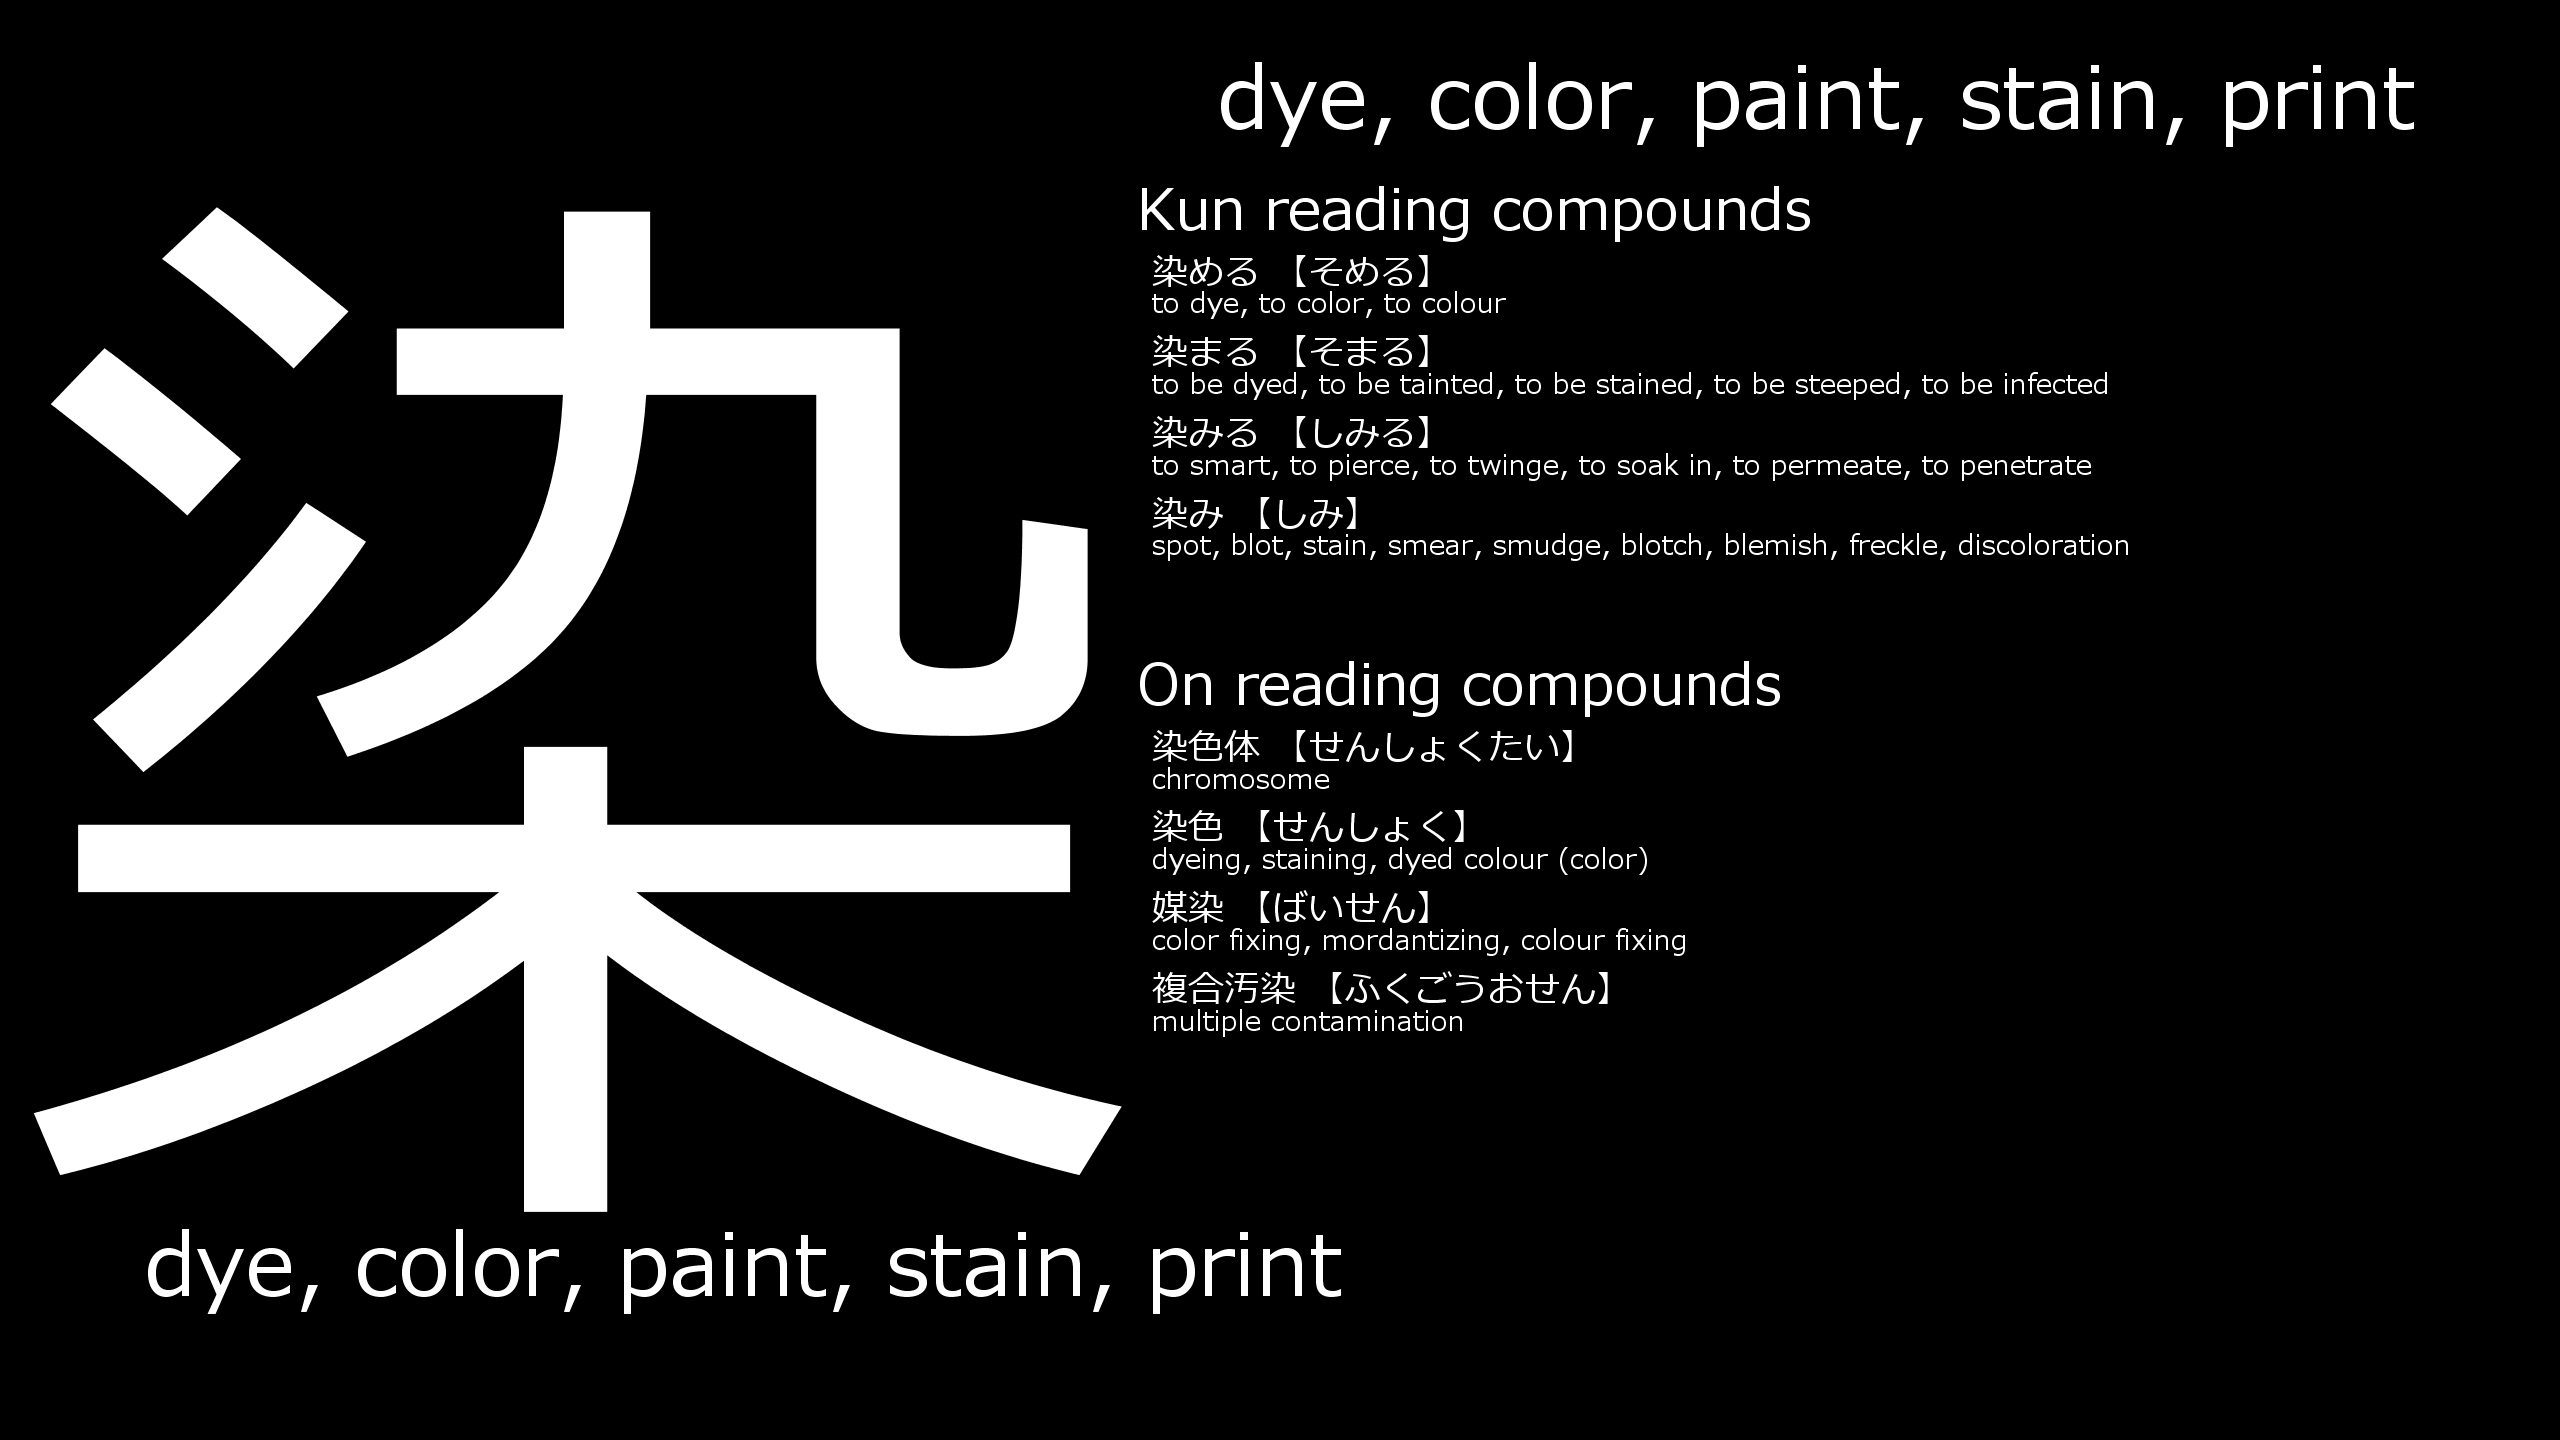 染
dye, color, paint, stain, print
dye, color, paint, stain, print
Kun reading compounds
染める 【そめる】
to dye, to color, to colour
染まる 【そまる】
to be dyed, to be tainted, to be stained, to be steeped, to be infected
染みる 【しみる】
to smart, to pierce, to twinge, to soak in, to permeate, to penetrate
染み 【しみ】
spot, blot, stain, smear, smudge, blotch, blemish, freckle, discoloration
On reading compounds
染色体 【せんしょくたい】
chromosome
染色 【せんしょく】
dyeing, staining, dyed colour (color)
媒染 【ばいせん】
color fixing, mordantizing, colour fixing
複合汚染 【ふくごうおせん】
multiple contamination